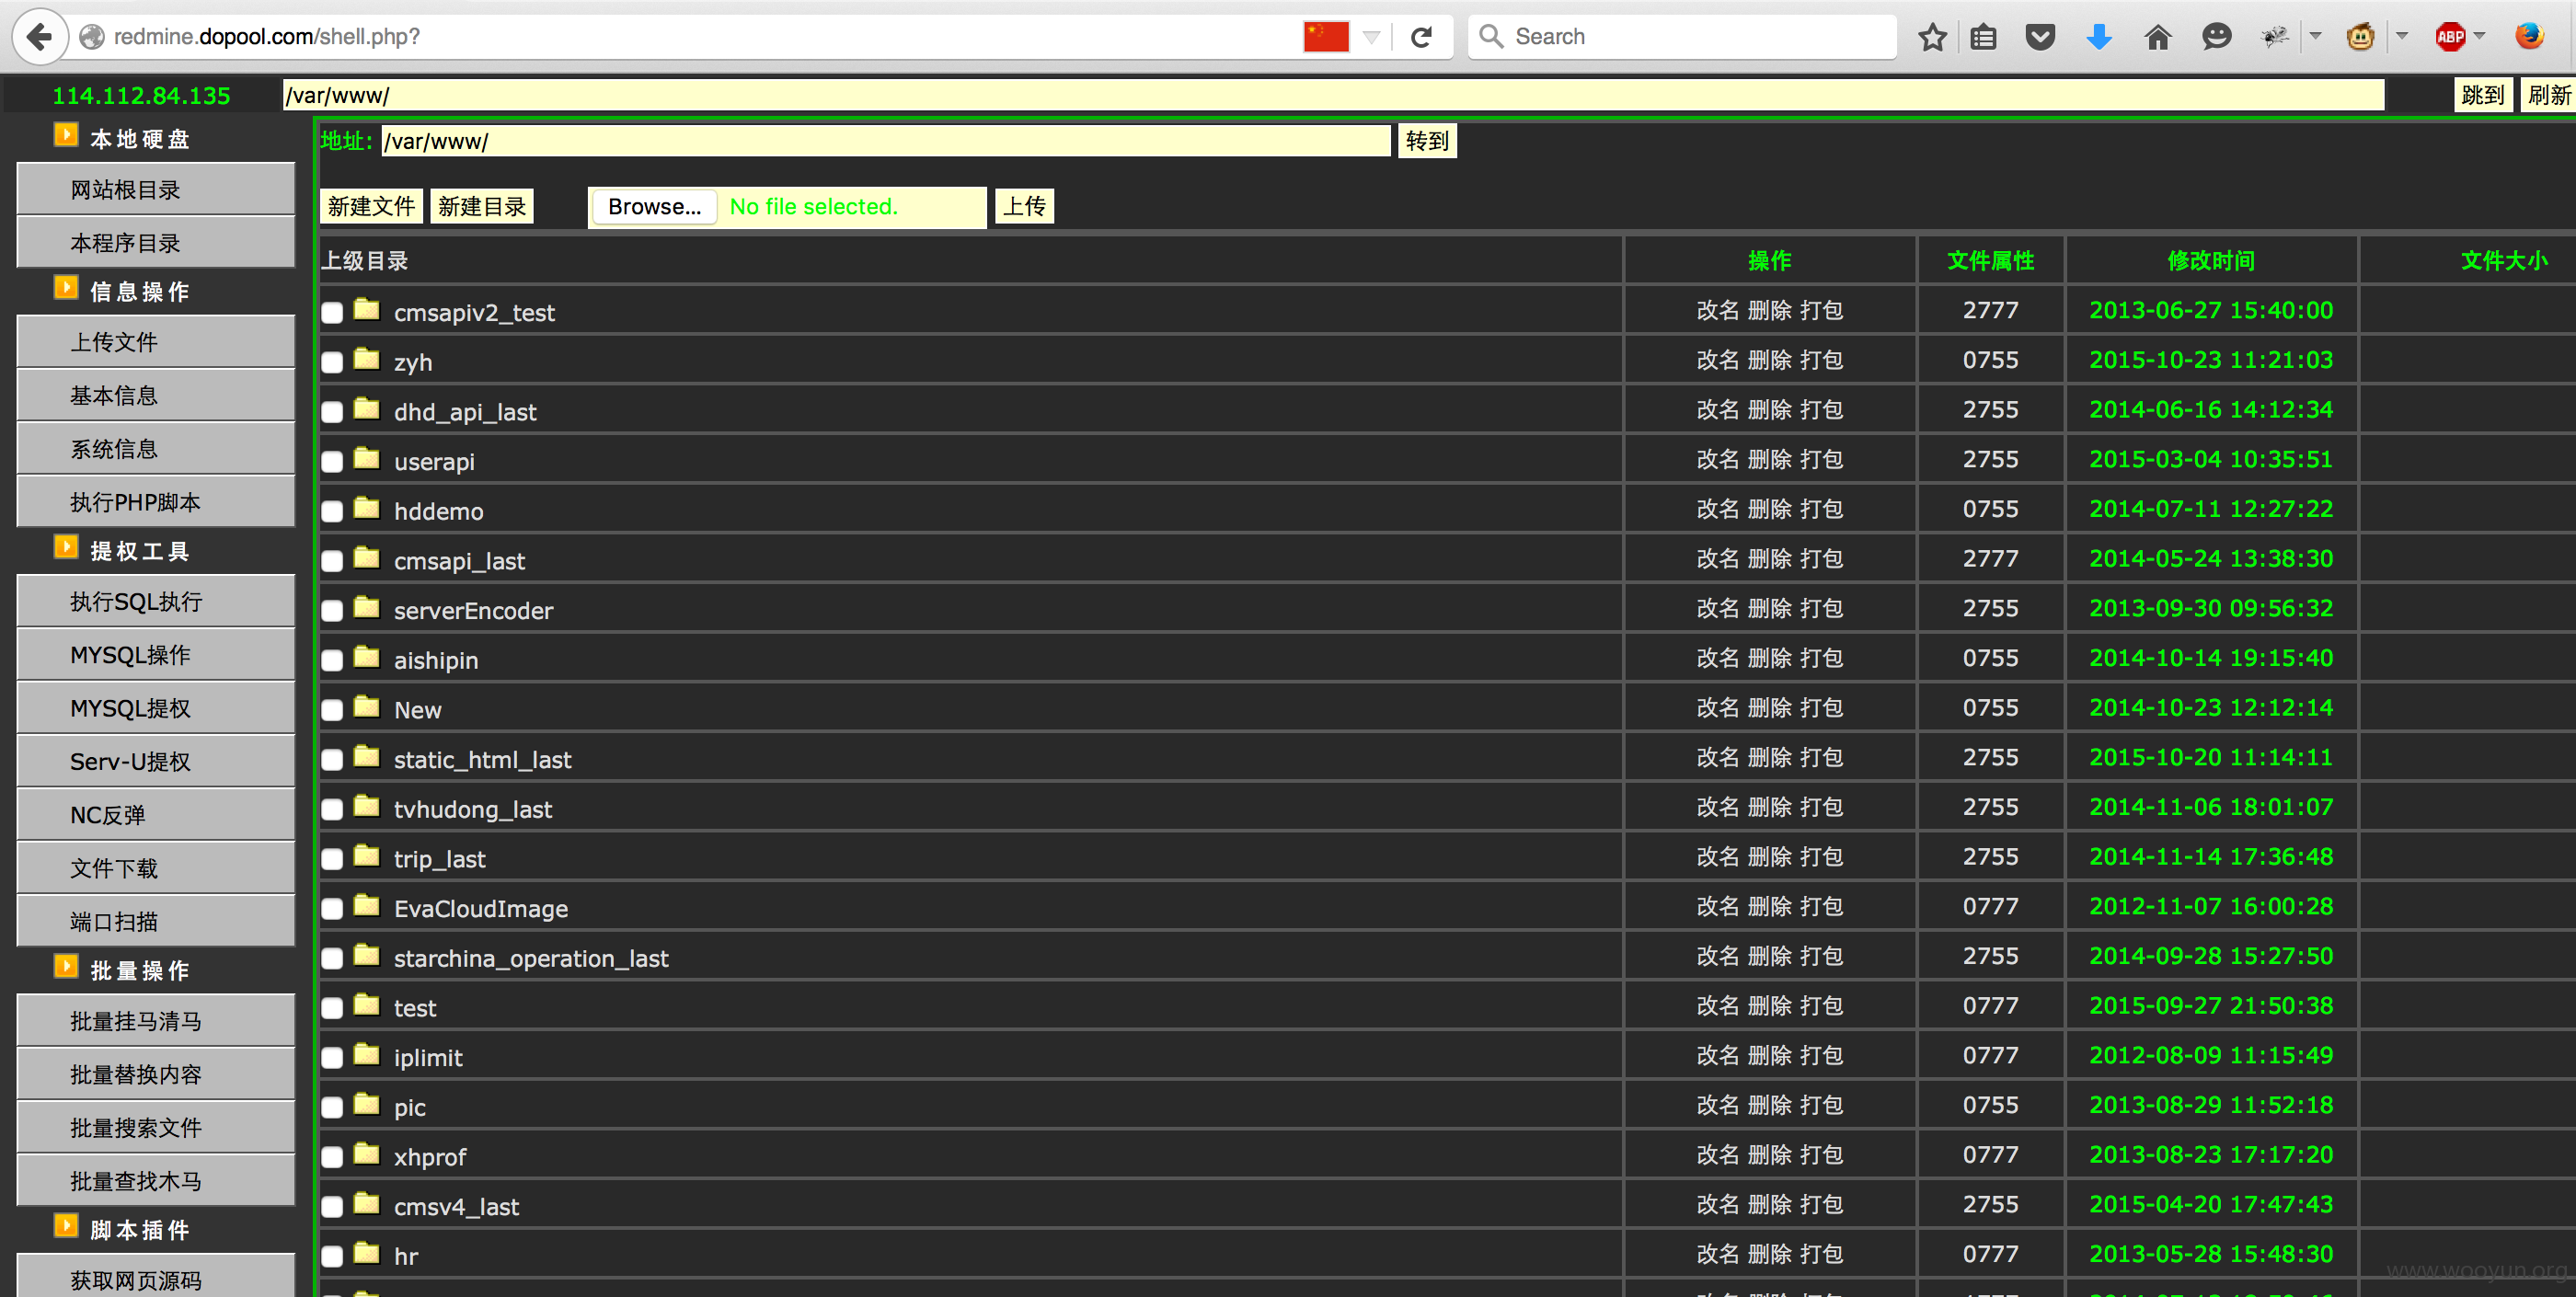 redmine.dopool.com/shell.php?
Search
ABP
114.112.84.135
/var/www/
跳到
刷新
本地硬盘
网站根目录
本程序目录
信息操作
上传文件
基本信息
系统信息
执行PHP脚本
提权工具
执行SQL执行
MYSQL操作
MYSQL提权
Serv-U提权
NC反弹
文件下载
端口扫描
批量操作
批量挂马清马
批量替换内容
批量搜索文件
批量查找木马
脚本插件
获取网页源码
地址: /var/www/ 转到
新建文件 新建目录 Browse... No file selected. 上传
上级目录 操作 文件属性 修改时间 文件大小
cmsapiv2_test 改名 删除 打包 2777 2013-06-27 15:40:00
zyh 改名 删除 打包 0755 2015-10-23 11:21:03
dhd_api_last 改名 删除 打包 2755 2014-06-16 14:12:34
userapi 改名 删除 打包 2755 2015-03-04 10:35:51
hddemo 改名 删除 打包 0755 2014-07-11 12:27:22
cmsapi_last 改名 删除 打包 2777 2014-05-24 13:38:30
serverEncoder 改名 删除 打包 2755 2013-09-30 09:56:32
aishipin 改名 删除 打包 0755 2014-10-14 19:15:40
New 改名 删除 打包 0755 2014-10-23 12:12:14
static_html_last 改名 删除 打包 2755 2015-10-20 11:14:11
tvhudong_last 改名 删除 打包 2755 2014-11-06 18:01:07
trip_last 改名 删除 打包 2755 2014-11-14 17:36:48
EvaCloudImage 改名 删除 打包 0777 2012-11-07 16:00:28
starchina_operation_last 改名 删除 打包 2755 2014-09-28 15:27:50
test 改名 删除 打包 0777 2015-09-27 21:50:38
iplimit 改名 删除 打包 0777 2012-08-09 11:15:49
pic 改名 删除 打包 0755 2013-08-29 11:52:18
xhprof 改名 删除 打包 0777 2013-08-23 17:17:20
cmsv4_last 改名 删除 打包 2755 2015-04-20 17:47:43
hr 改名 删除 打包 0777 2013-05-28 15:48:30
www.wooyun.org